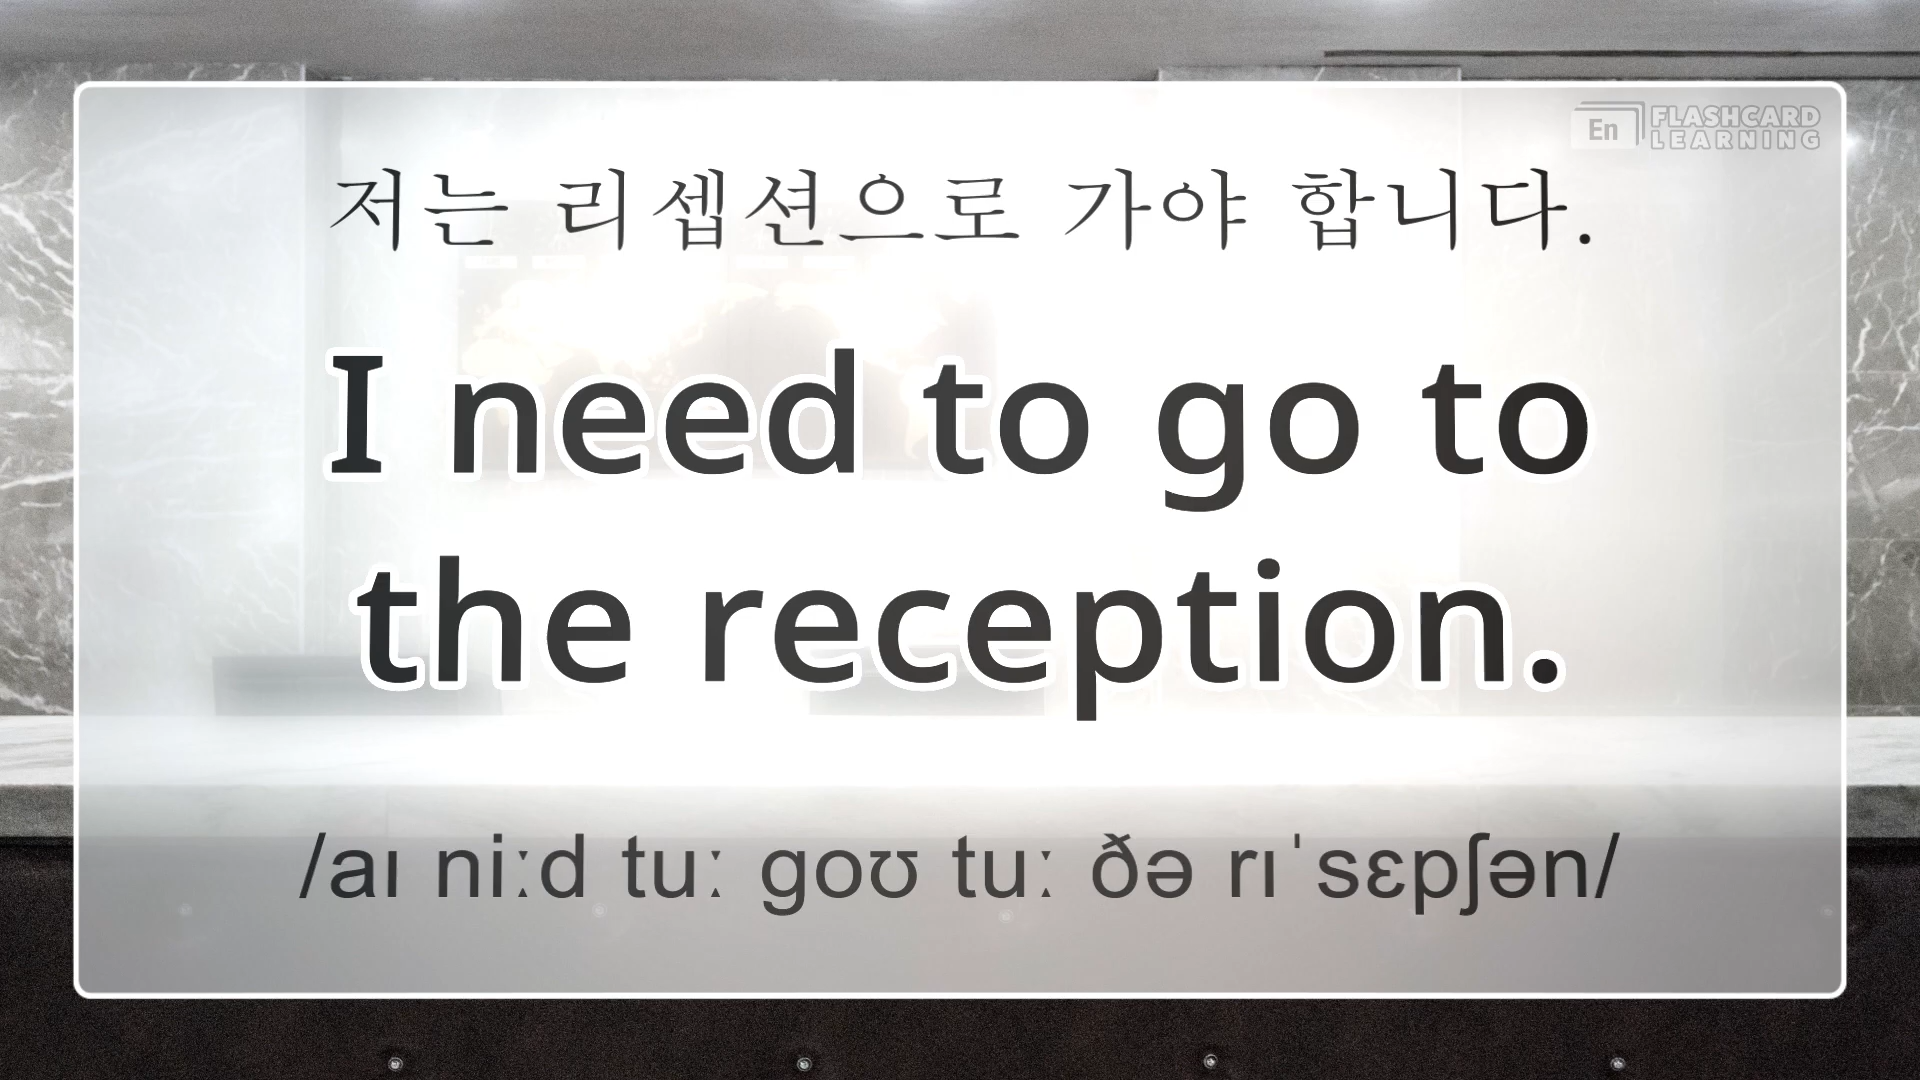 En FLASHCARD
LEARNING
저는 리셉션으로 가야 합니다.
I need to go to
the reception.
/aɪ niːd tuː goʊ tuː ðə rɪˈsɛpʃən/